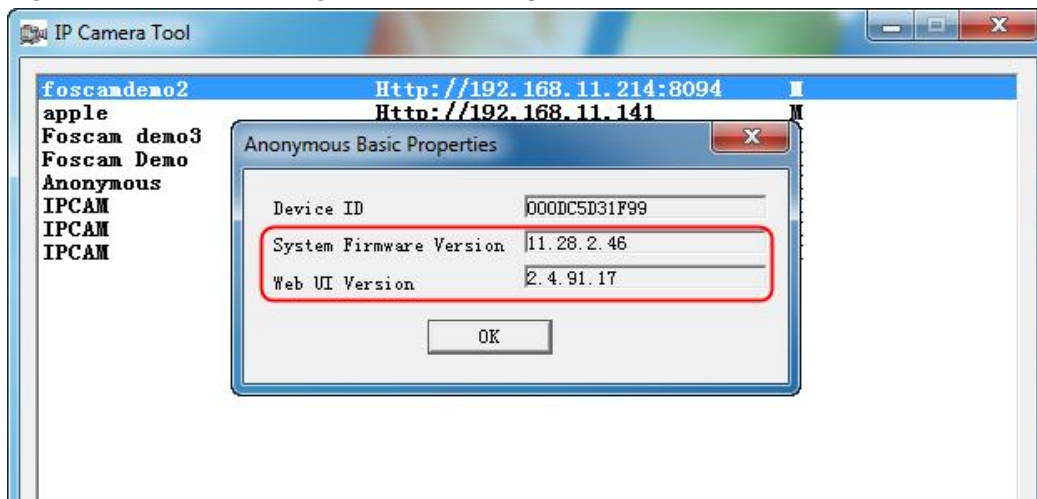 IP Camera Tool
foscamdemo2 Http://192.168.11.214:8094 M
apple Http://192.168.11.141 M
Foscam demo3
Foscam Demo
Anonymous
IPCAM
IPCAM
IPCAM
Anonymous Basic Properties
Device ID 000DC5D31F99
System Firmware Version 11.28.2.46
Web UI Version 2.4.91.17
OK